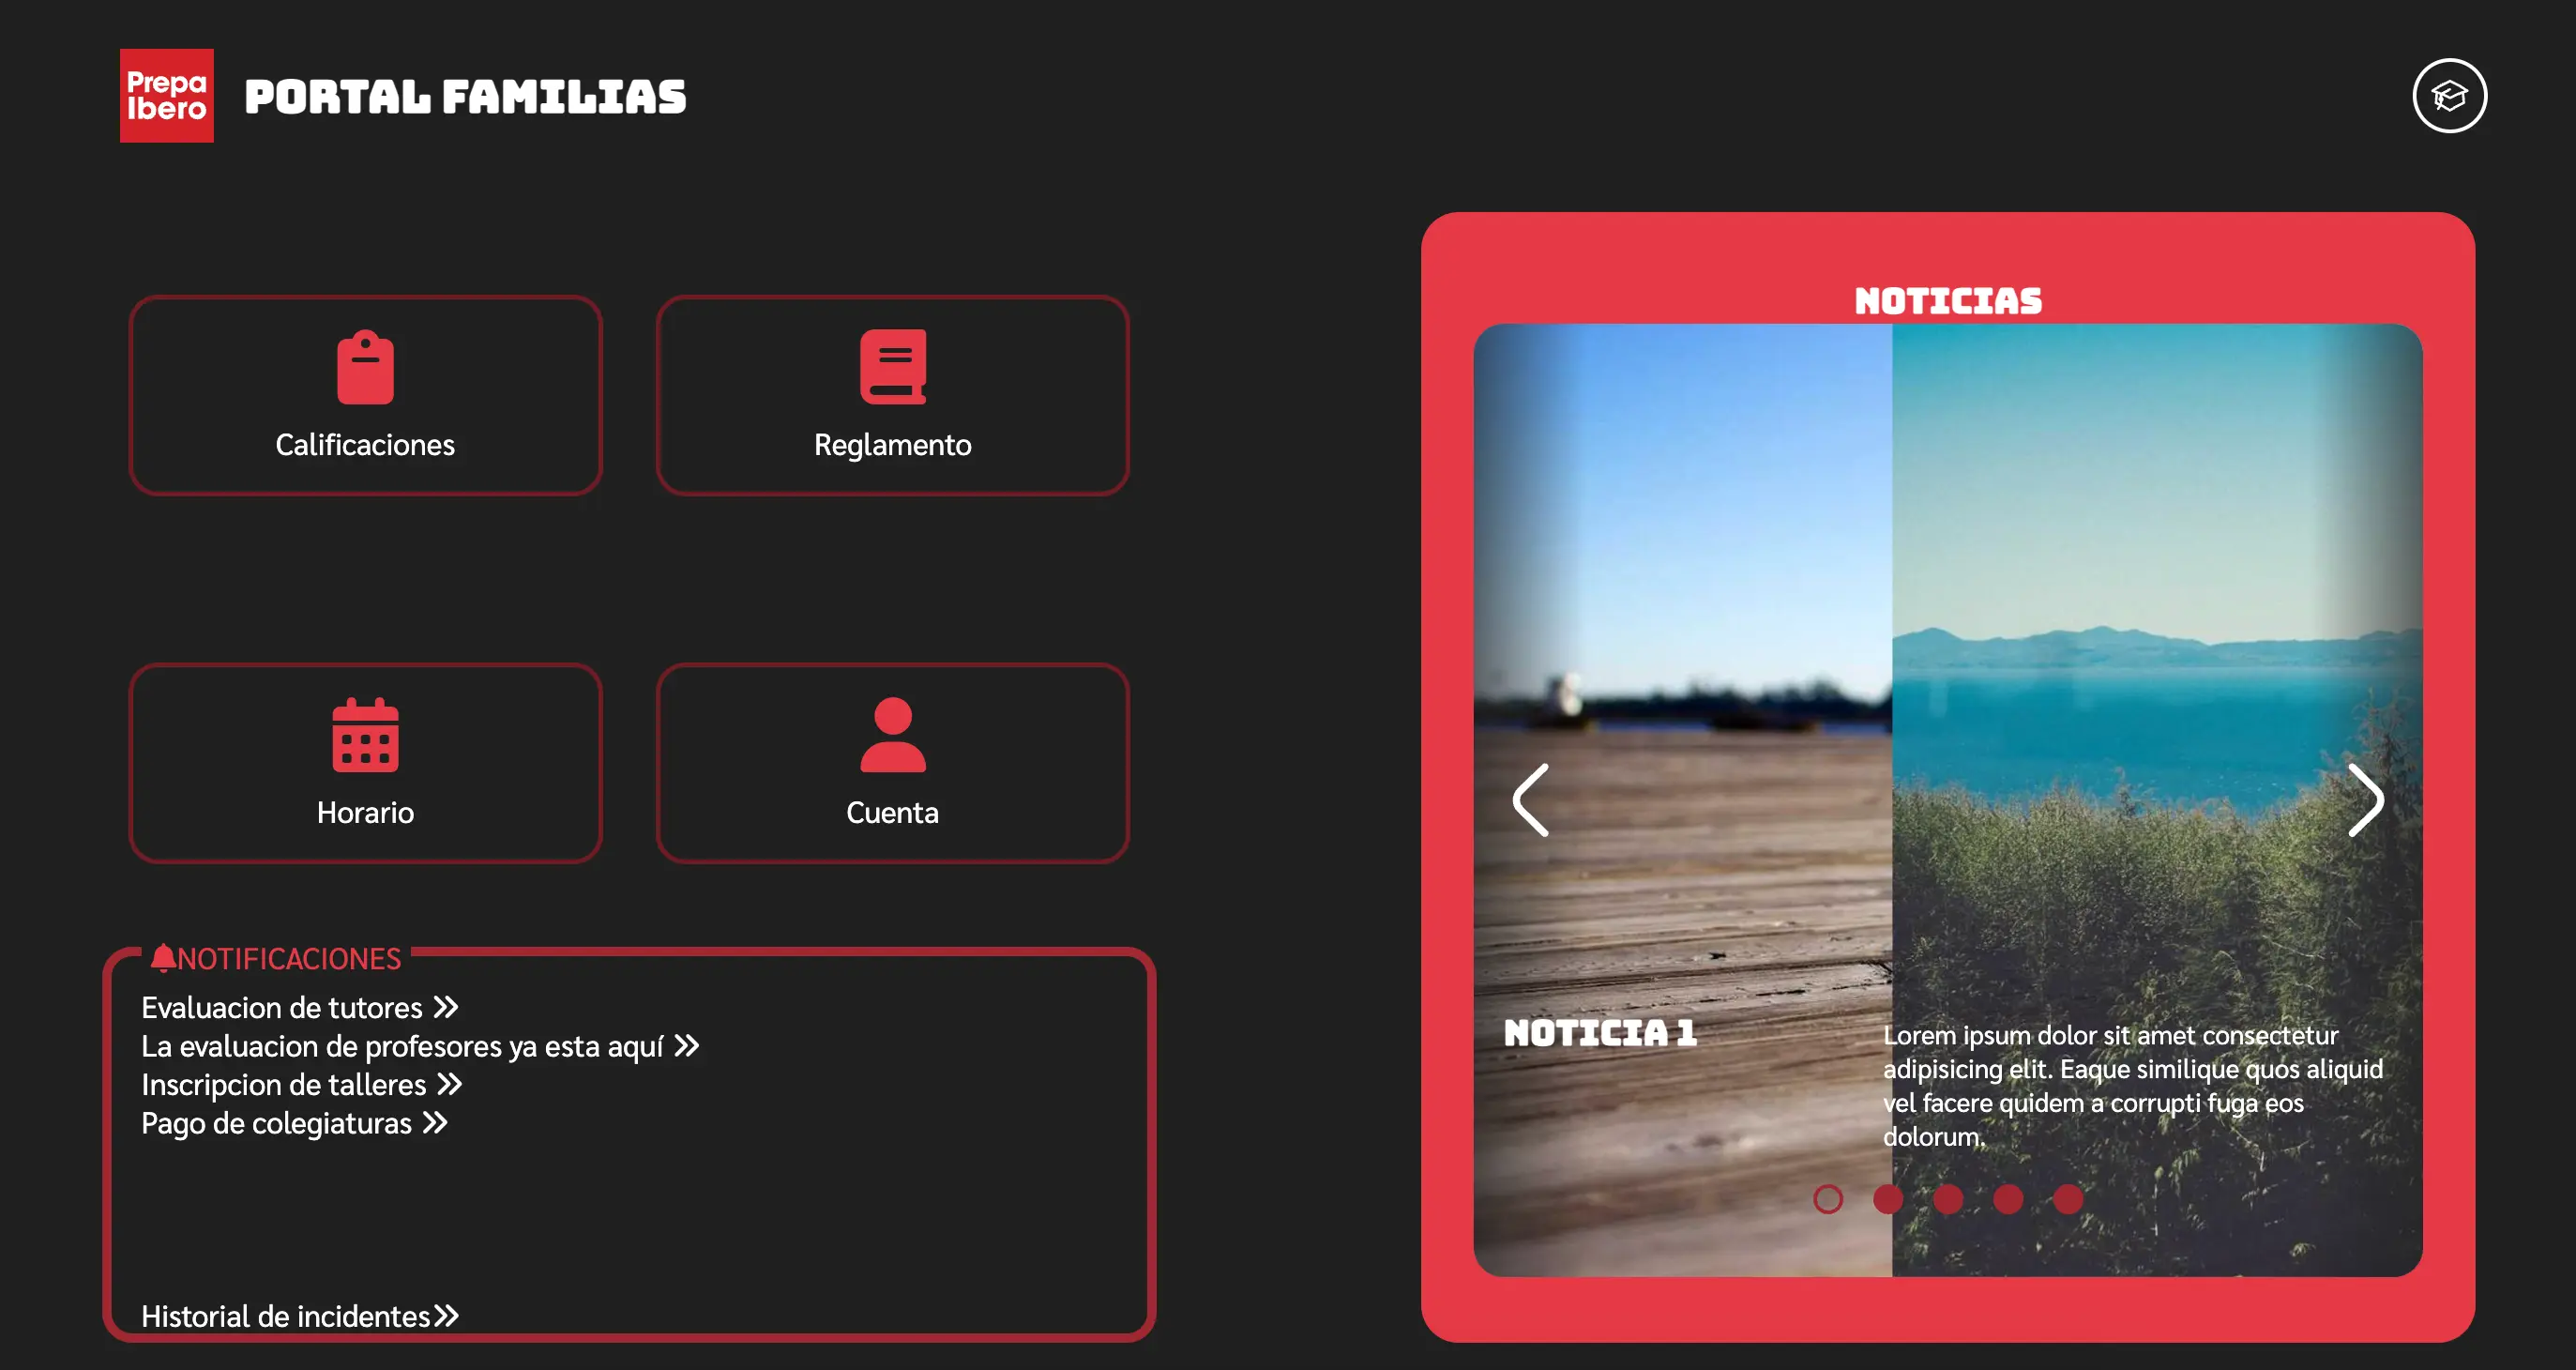 Prepa
Ibero
PORTAL FAMILIAS
Calificaciones
Reglamento
Horario
Cuenta
NOTIFICACIONES
Evaluacion de tutores
La evaluacion de profesores ya esta aquí
Inscripcion de talleres
Pago de colegiaturas
Historial de incidentes
NOTICIAS
NOTICIA 1
Lorem ipsum dolor sit amet consectetur
adipisicing elit. Eaque similique quos aliquid
vel facere quidem a corrupti fuga eos
dolorum.